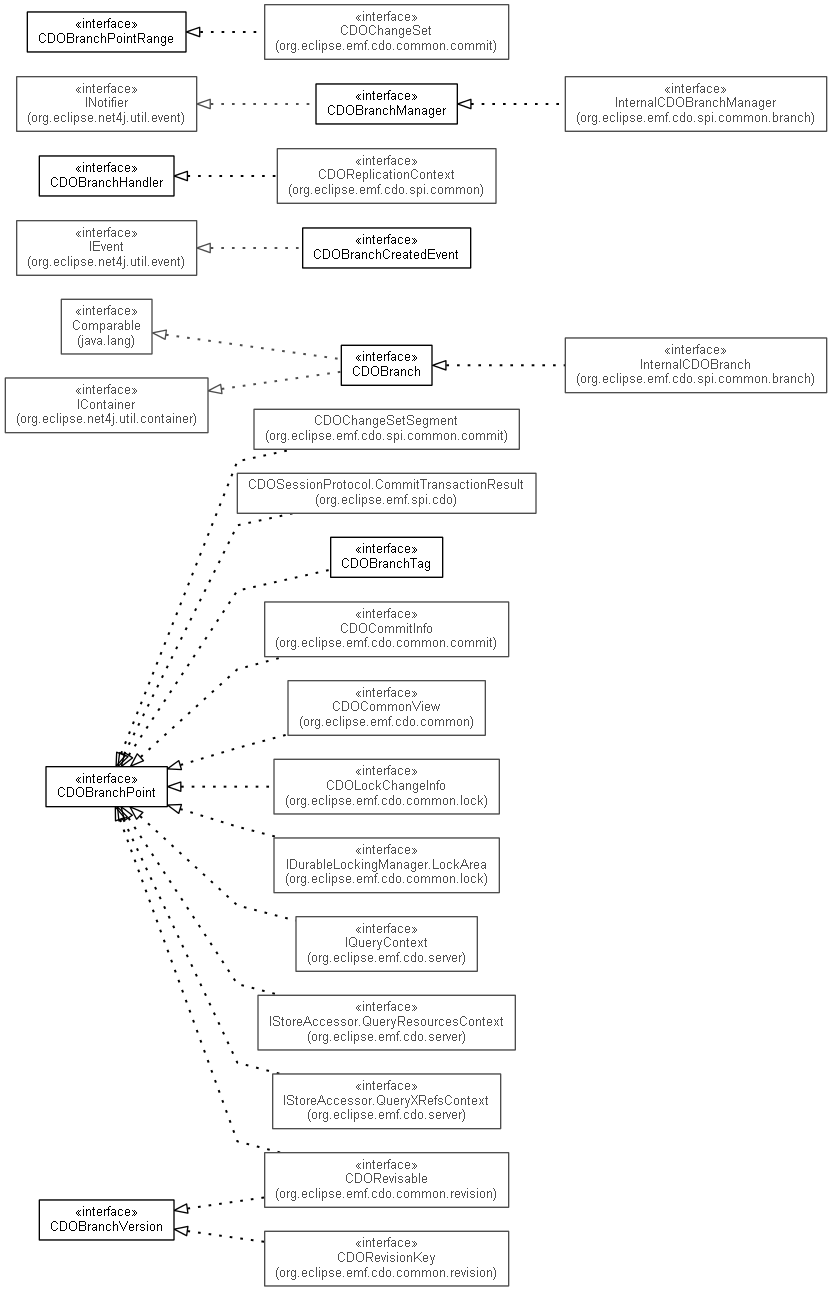 «interface»
CDOBranchPointRange
«interface»
CDOChangeSet
(org.eclipse.emf.cdo.common.commit)
«interface»
INotifier
(org.eclipse.net4j.util.event)
«interface»
CDOBranchManager
«interface»
InternalCDOBranchManager
(org.eclipse.emf.cdo.spi.common.branch)
«interface»
CDOBranchHandler
«interface»
CDOReplicationContext
(org.eclipse.emf.cdo.spi.common)
«interface»
IEvent
(org.eclipse.net4j.util.event)
«interface»
CDOBranchCreatedEvent
«interface»
Comparable
(java.lang)
«interface»
IContainer
(org.eclipse.net4j.util.container)
«interface»
CDOBranch
«interface»
InternalCDOBranch
(org.eclipse.emf.cdo.spi.common.branch)
CDOChangeSetSegment
(org.eclipse.emf.cdo.spi.common.commit)
CDOSessionProtocol.CommitTransactionResult
(org.eclipse.emf.spi.cdo)
«interface»
CDOBranchTag
«interface»
CDOCommitInfo
(org.eclipse.emf.cdo.common.commit)
«interface»
CDOCommonView
(org.eclipse.emf.cdo.common)
«interface»
CDOBranchPoint
«interface»
CDOLockChangeInfo
(org.eclipse.emf.cdo.common.lock)
«interface»
IDurableLockingManager.LockArea
(org.eclipse.emf.cdo.common.lock)
«interface»
IQueryContext
(org.eclipse.emf.cdo.server)
«interface»
IStoreAccessor.QueryResourcesContext
(org.eclipse.emf.cdo.server)
«interface»
IStoreAccessor.QueryXRefsContext
(org.eclipse.emf.cdo.server)
«interface»
CDORevisable
(org.eclipse.emf.cdo.common.revision)
«interface»
CDOBranchVersion
«interface»
CDORevisionKey
(org.eclipse.emf.cdo.common.revision)